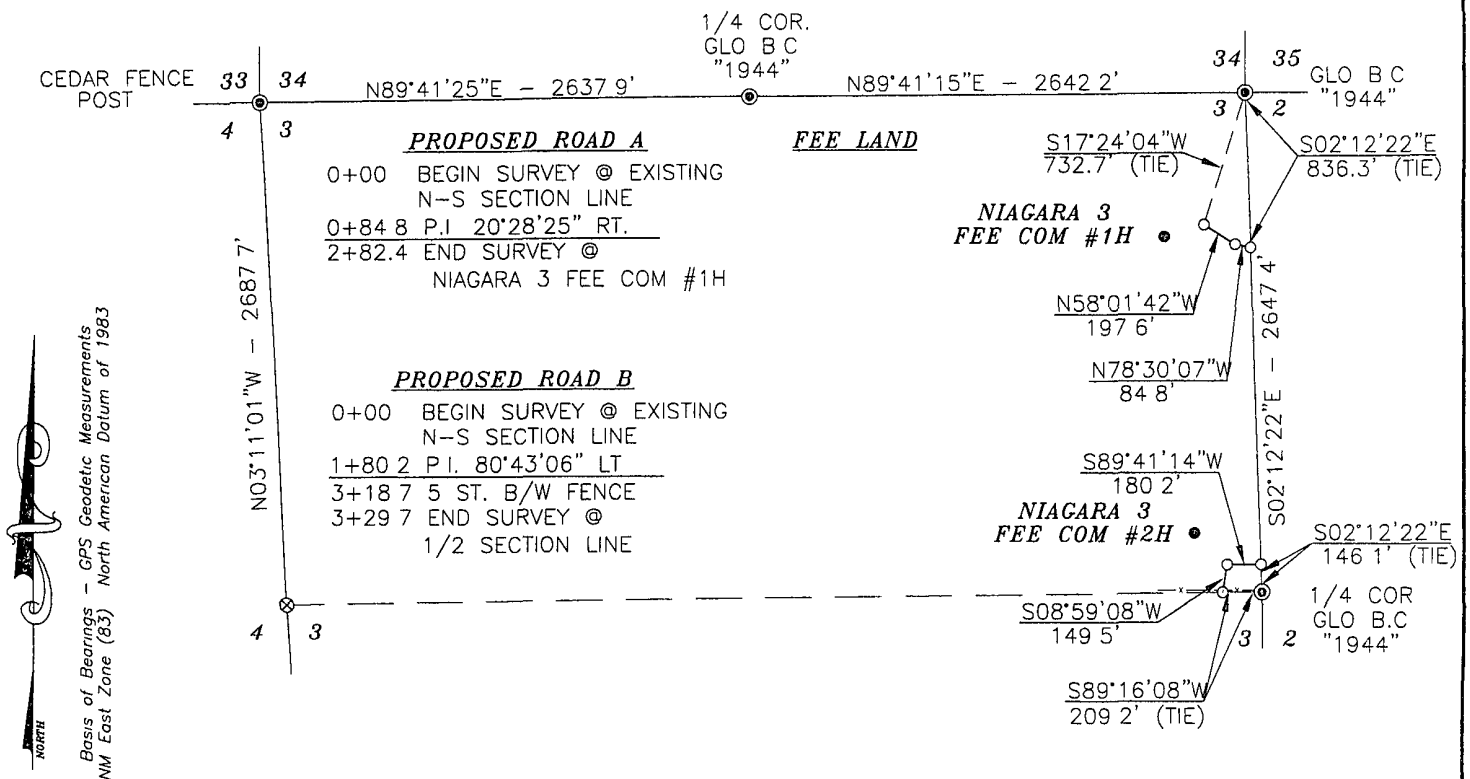 1/4 COR.
GLO B C
"1944"
CEDAR FENCE
POST
33 34
N89°41'25"E - 2637 9'
N89°41'15"E - 2642 2'
34 35
GLO B C
"1944"
4 3
3 2
PROPOSED ROAD A
0+00 BEGIN SURVEY @ EXISTING
N-S SECTION LINE
0+84 8 P.I 20°28'25" RT.
2+82.4 END SURVEY @
NIAGARA 3 FEE COM #1H
FEE LAND
S17°24'04"W
732.7' (TIE)
S02°12'22"E
836.3' (TIE)
NIAGARA 3
FEE COM #1H
N58°01'42"W
197 6'
N78°30'07"W
84 8'
N03°11'01"W - 2687 7'
S02°12'22"E - 2647 4'
PROPOSED ROAD B
0+00 BEGIN SURVEY @ EXISTING
N-S SECTION LINE
1+80 2 P I. 80°43'06" LT
3+18 7 5 ST. B/W FENCE
3+29 7 END SURVEY @
1/2 SECTION LINE
S89°41'14"W
180 2'
NIAGARA 3
FEE COM #2H
S02°12'22"E
146 1' (TIE)
S08°59'08"W
149 5'
1/4 COR
GLO B.C
"1944"
4 3
3 2
S89°16'08"W
209 2' (TIE)
NORTH
Basis of Bearings - GPS Geodetic Measurements
NM East Zone (83) North American Datum of 1983